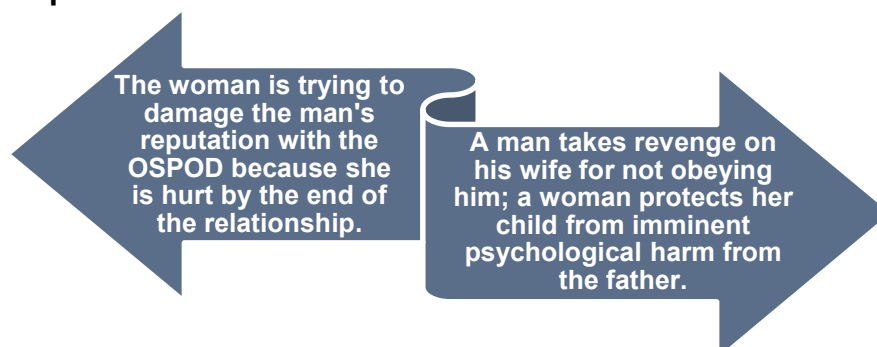 The woman is trying to
damage the man's
reputation with the
OSPOD because she
is hurt by the end of
the relationship.
A man takes revenge on
his wife for not obeying
him; a woman protects her
child from imminent
psychological harm from
the father.